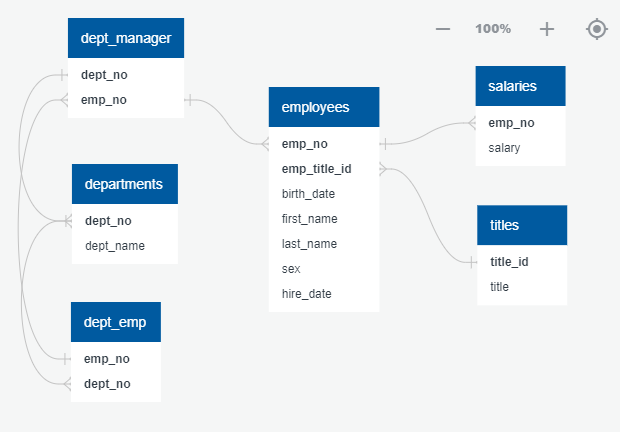 dept_manager
dept_no
emp_no
departments
dept_no
dept_name
dept_emp
emp_no
dept_no
employees
emp_no
emp_title_id
birth_date
first_name
last_name
sex
hire_date
100%
salaries
emp_no
salary
titles
title_id
title